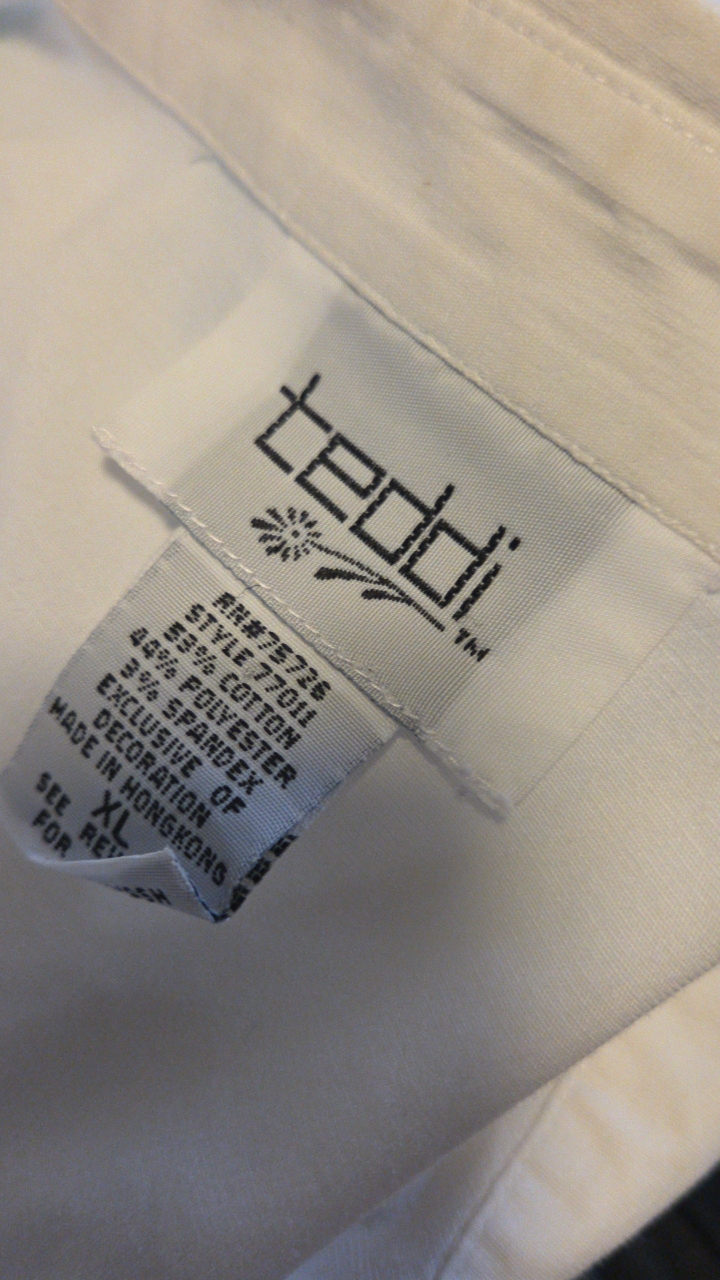 teddi
TM
RN#75726
STYLE 77011
53% COTTON
44% POLYESTER
3% SPANDEX
EXCLUSIVE OF
DECORATION
MADE IN HONGKONG
XL
SEE
FOR